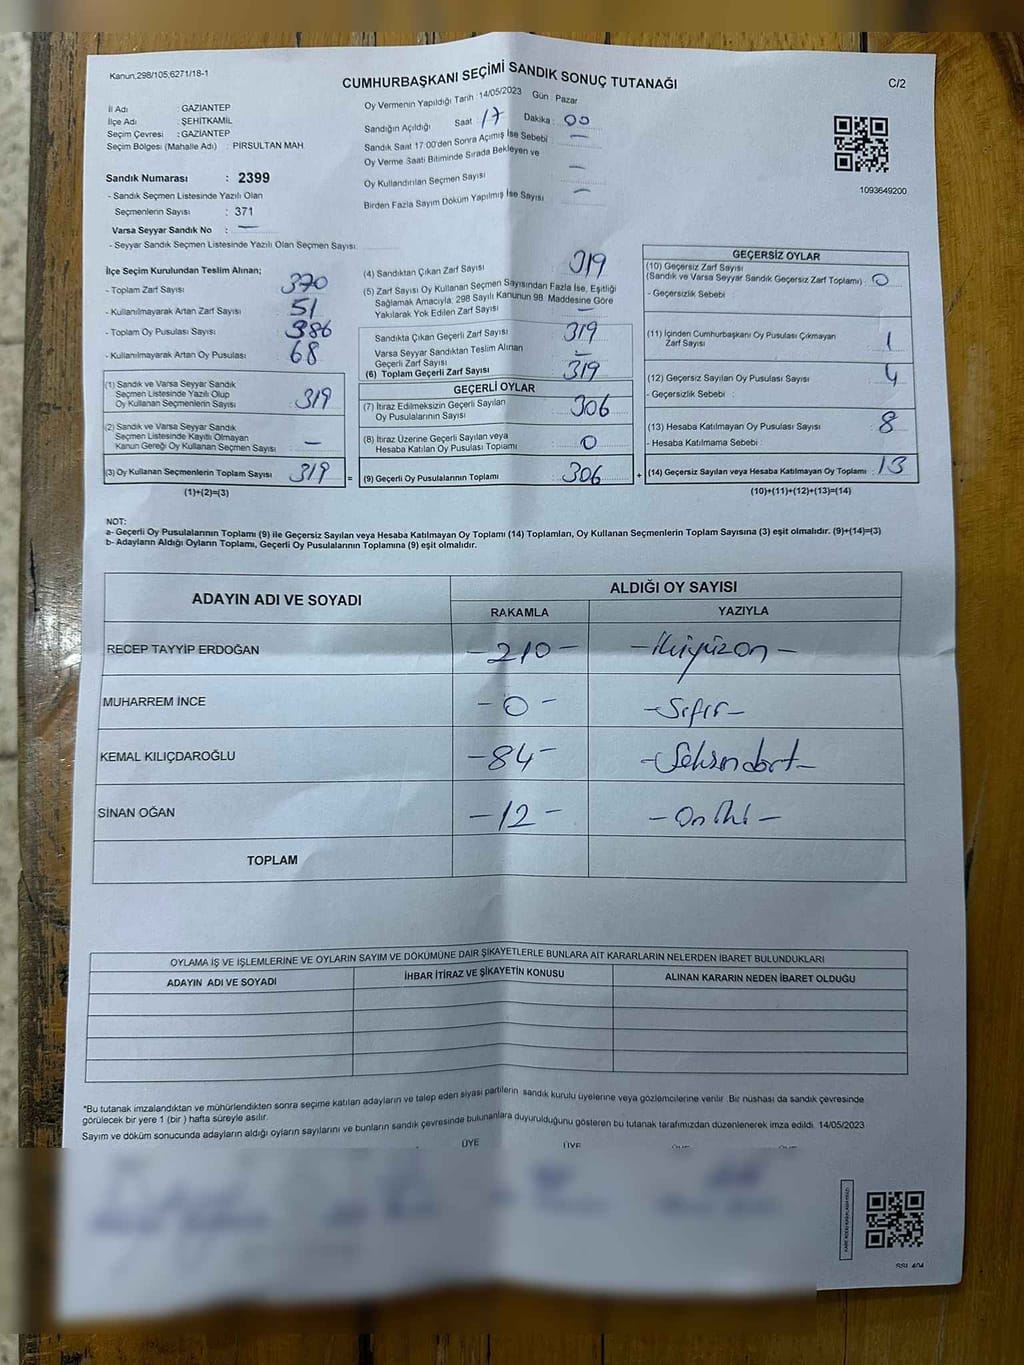 Kanun,298/105;6271/18-1
CUMHURBAŞKANI SEÇİMİ SANDIK SONUÇ TUTANAĞI
C/2
İl Adı : GAZİANTEP
İlçe Adı : ŞEHİTKAMİL
Seçim Çevresi : GAZİANTEP
Seçim Bölgesi (Mahalle Adı) : PIRSULTAN MAH.
Sandık Numarası : 2399
- Sandık Seçmen Listesinde Yazılı Olan
Seçmenlerin Sayısı : 371
Varsa Seyyar Sandık No : —
- Seyyar Sandık Seçmen Listesinde Yazılı Olan Seçmen Sayısı:
Oy Vermenin Yapıldığı Tarih : 14/05/2023 Gün : Pazar
Sandığın Açıldığı Saat : 17 Dakika : 00
Sandık Saat 17:00'den Sonra Açmış İse Sebebi : —
Oy Verme Saati Bitiminde Sırada Bekleyen ve
Oy Kullandırılan Seçmen Sayısı —
Birden Fazla Sayım Döküm Yapılmış İse Sayısı —
1093649200
İlçe Seçim Kurulundan Teslim Alınan;
- Toplam Zarf Sayısı 370
- Kullanılmayarak Artan Zarf Sayısı 51
- Toplam Oy Pusulası Sayısı 386
- Kullanılmayarak Artan Oy Pusulası 68
(1) Sandık ve Varsa Seyyar Sandık
Seçmen Listesinde Yazılı Olup
Oy Kullanan Seçmenlerin Sayısı 319
(2) Sandık ve Varsa Seyyar Sandık
Seçmen Listesinde Kayıtlı Olmayan
Kanun Gereği Oy Kullanan Seçmen Sayısı —
(3) Oy Kullanan Seçmenlerin Toplam Sayısı 319 =
(1)+(2)=(3)
(4) Sandıktan Çıkan Zarf Sayısı 319
(5) Zarf Sayısı Oy Kullanan Seçmen Sayısından Fazla İse, Eşitliği
Sağlamak Amacıyla, 298 Sayılı Kanunun 98. Maddesine Göre
Yakılarak Yok Edilen Zarf Sayısı —
Sandıkta Çıkan Geçerli Zarf Sayısı 319
Varsa Seyyar Sandıktan Teslim Alınan
Geçerli Zarf Sayısı —
(6) Toplam Geçerli Zarf Sayısı 319
GEÇERLİ OYLAR
(7) İtiraz Edilmeksizin Geçerli Sayılan
Oy Pusulalarının Sayısı 306
(8) İtiraz Üzerine Geçerli Sayılan veya
Hesaba Katılan Oy Pusulası Toplamı 0
(9) Geçerli Oy Pusulalarının Toplamı 306 +
GEÇERSİZ OYLAR
(10) Geçersiz Zarf Sayısı
(Sandık ve Varsa Seyyar Sandık Geçersiz Zarf Toplamı) : 0
- Geçersizlik Sebebi :
(11) İçinden Cumhurbaşkanı Oy Pusulası Çıkmayan
Zarf Sayısı : 1
(12) Geçersiz Sayılan Oy Pusulası Sayısı : 4
- Geçersizlik Sebebi :
(13) Hesaba Katılmayan Oy Pusulası Sayısı : 8
- Hesaba Katılmama Sebebi :
(14) Geçersiz Sayılan veya Hesaba Katılmayan Oy Toplamı : 13
(10)+(11)+(12)+(13)=(14)
NOT:
a- Geçerli Oy Pusulalarının Toplamı (9) ile Geçersiz Sayılan veya Hesaba Katılmayan Oy Toplamı (14) Toplamları, Oy Kullanan Seçmenlerin Toplam Sayısına (3) eşit olmalıdır. (9)+(14)=(3)
b- Adayların Aldığı Oyların Toplamı, Geçerli Oy Pusulalarının Toplamına (9) eşit olmalıdır.
ADAYIN ADI VE SOYADI
ALDIĞI OY SAYISI
RAKAMLA YAZIYLA
RECEP TAYYİP ERDOĞAN -210- -İkiyüzon-
MUHARREM İNCE -0- -Sıfır-
KEMAL KILIÇDAROĞLU -84- -Seksendört-
SİNAN OĞAN -12- -Oniki-
TOPLAM
OYLAMA İŞ VE İŞLEMLERİNE VE OYLARIN SAYIM VE DÖKÜMÜNE DAİR ŞİKAYETLERLE BUNLARA AİT KARARLARIN NELERDEN İBARET BULUNDUKLARI
ADAYIN ADI VE SOYADI İHBAR İTİRAZ VE ŞİKAYETİN KONUSU ALINAN KARARIN NEDEN İBARET OLDUĞU
*Bu tutanak imzalandıktan ve mühürlendikten sonra seçime katılan adayların ve talep eden siyasi partilerin sandık kurulu üyelerine veya gözlemcilerine verilir. Bir nüshası da sandık çevresinde
görülecek bir yere 1 (bir ) hafta süreyle asılır.
Sayım ve döküm sonucunda adayların aldığı oyların sayılarını ve bunların sandık çevresinde bulunanlara duyurulduğunu gösteren bu tutanak tarafımızdan düzenlenerek imza edildi. 14/05/2023
ÜYE ÜYE